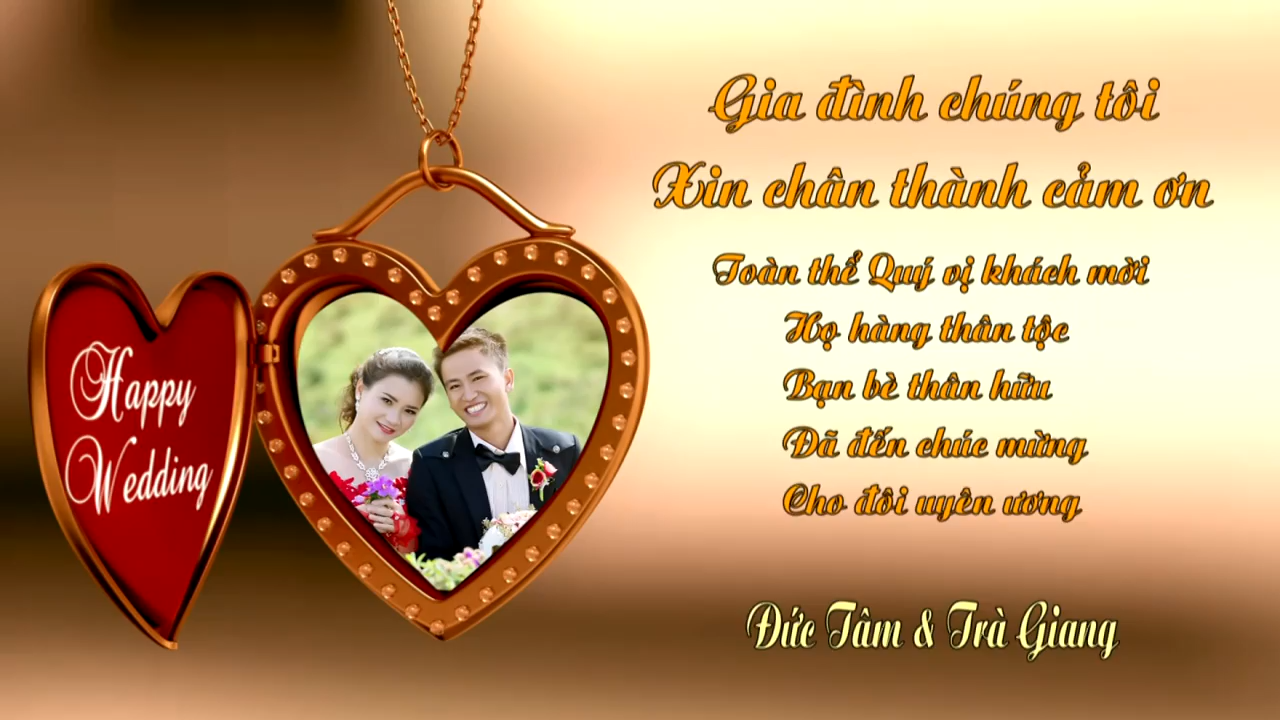 Happy
Wedding
Gia đình chúng tôi
Xin chân thành cảm ơn
Toàn thể Quý vị khách mời
Họ hàng thân tộc
Bạn bè thân hữu
Đã đến chúc mừng
Cho đôi uyên ương
Đức Tâm & Trà Giang